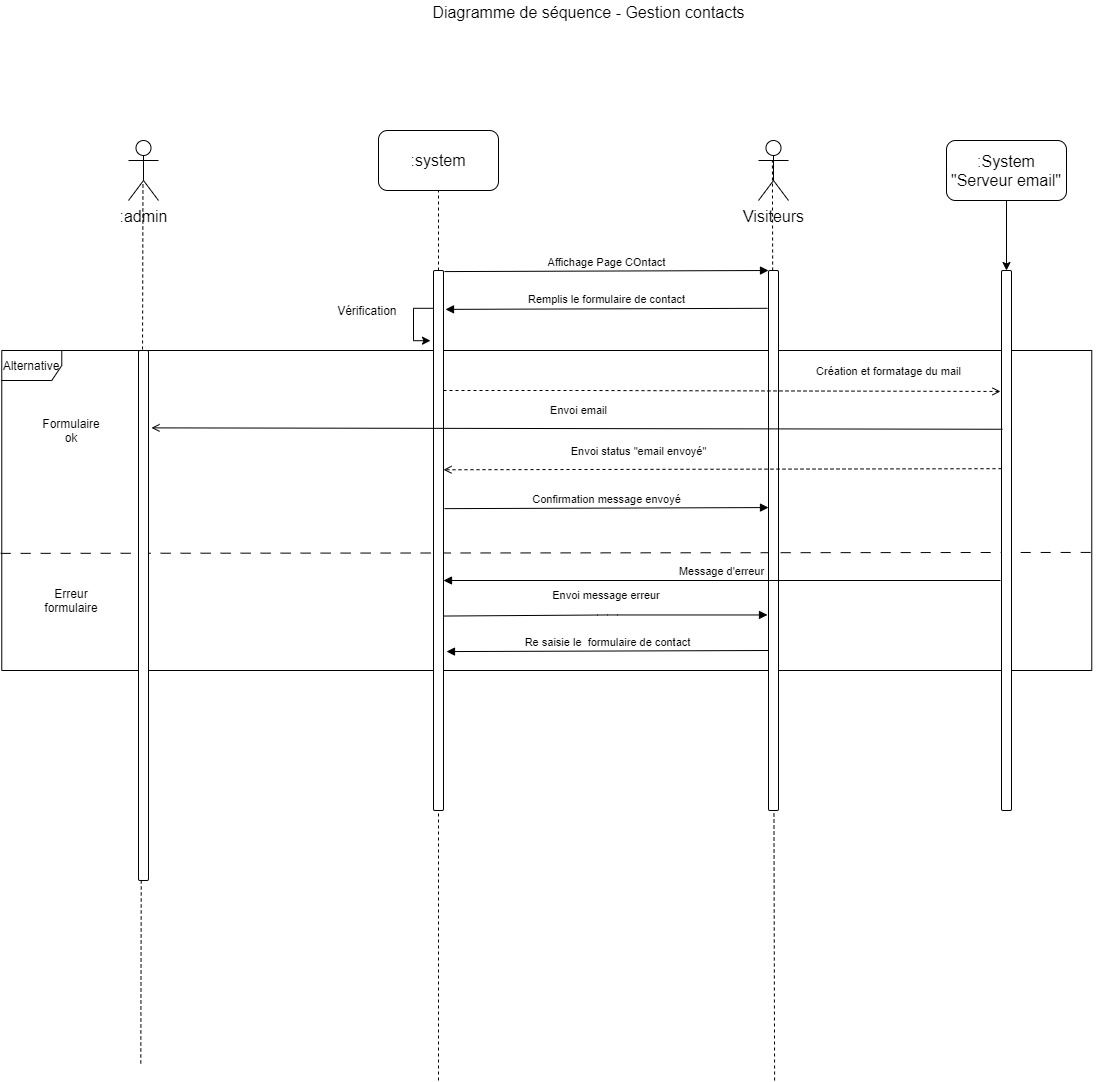 Diagramme de séquence - Gestion contacts
:admin
:system
Visiteurs
:System
"Serveur email"
Affichage Page COntact
Remplis le formulaire de contact
Vérification
Alternative
Création et formatage du mail
Formulaire
ok
Envoi email
Envoi status "email envoyé"
Confirmation message envoyé
Erreur
formulaire
Message d'erreur
Envoi message erreur
Re saisie le  formulaire de contact